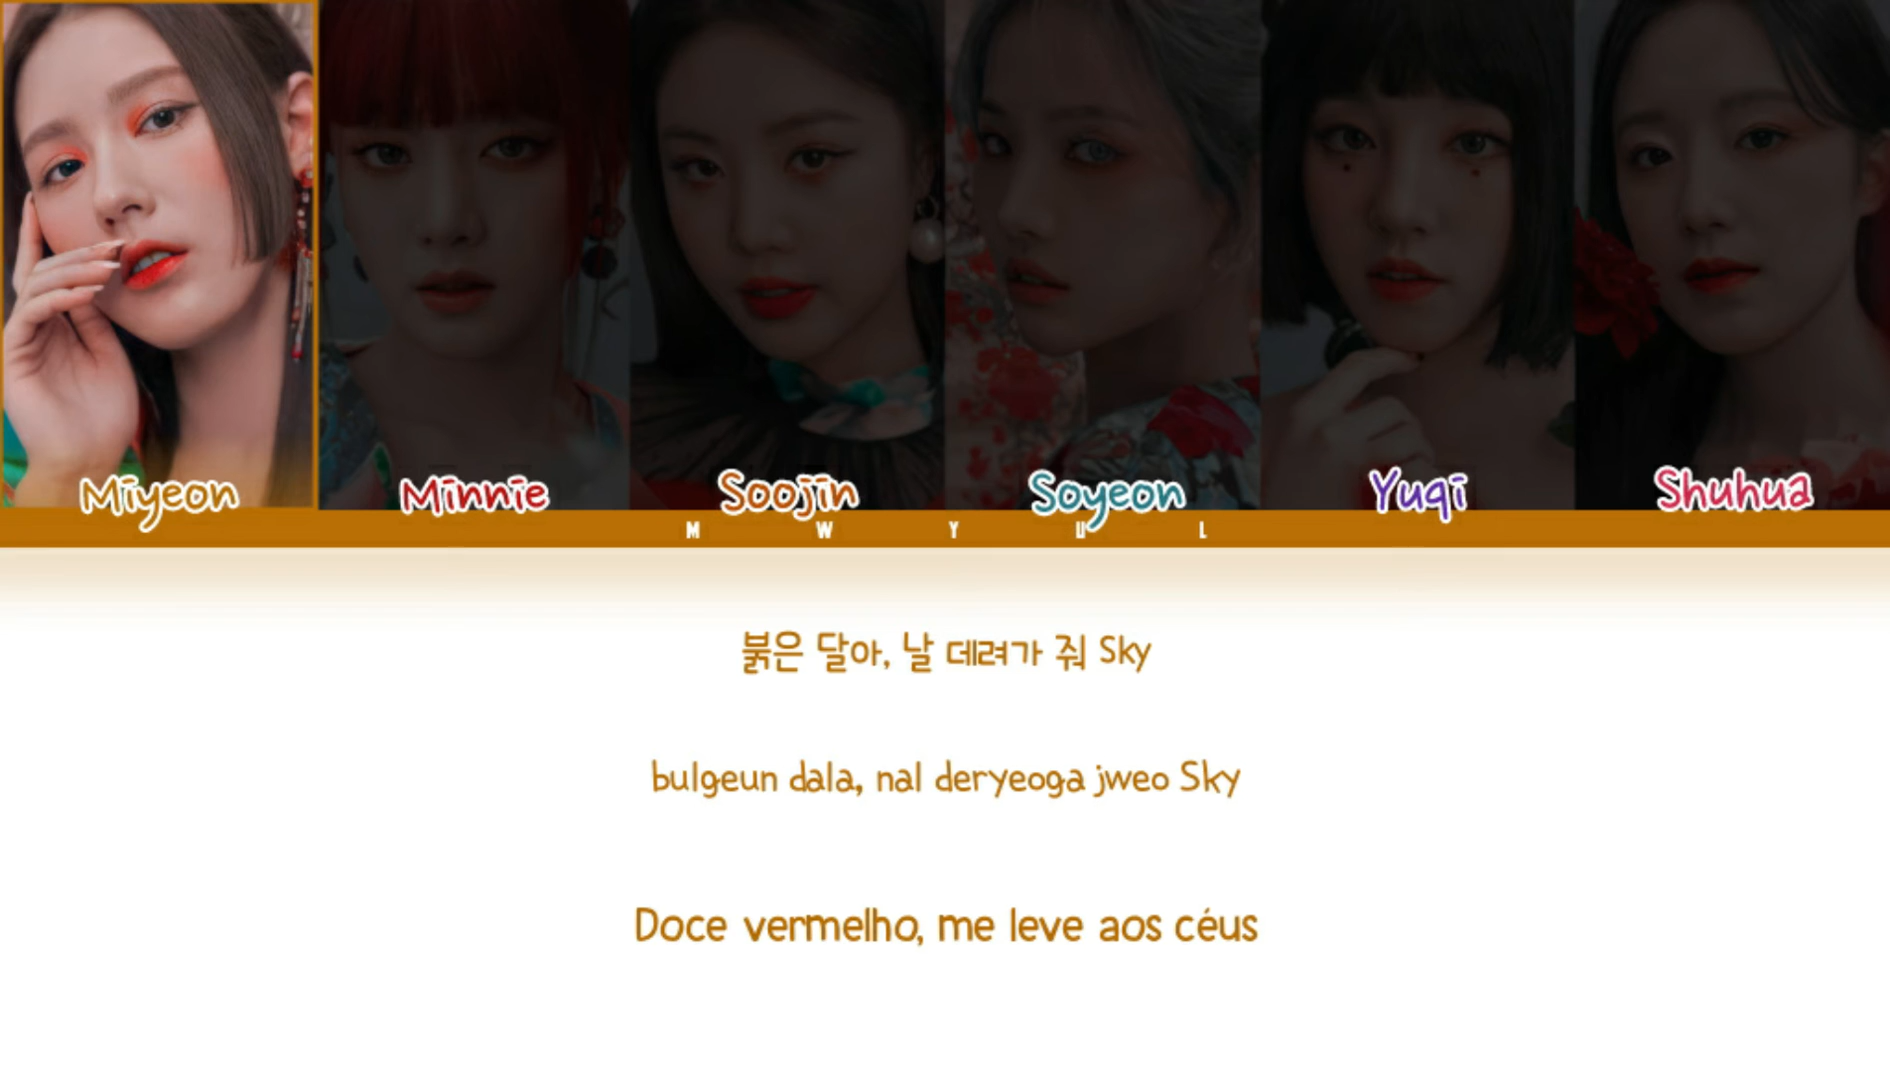 Miyeon Minnie Soojin Soyeon Yuqi Shuhua
M W Y U L
붉은 달아, 날 데려가 줘 Sky
bulgeun dala, nal deryeoga jweo Sky
Doce vermelho, me leve aos céus